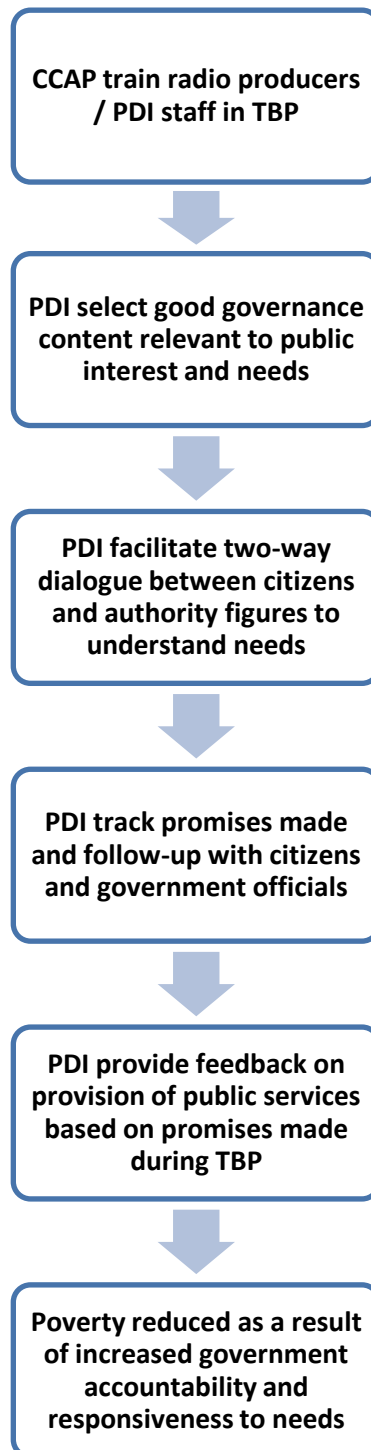 CCAP train radio producers
/ PDI staff in TBP
PDI select good governance
content relevant to public
interest and needs
PDI facilitate two-way
dialogue between citizens
and authority figures to
understand needs
PDI track promises made
and follow-up with citizens
and government officials
PDI provide feedback on
provision of public services
based on promises made
during TBP
Poverty reduced as a result
of increased government
accountability and
responsiveness to needs